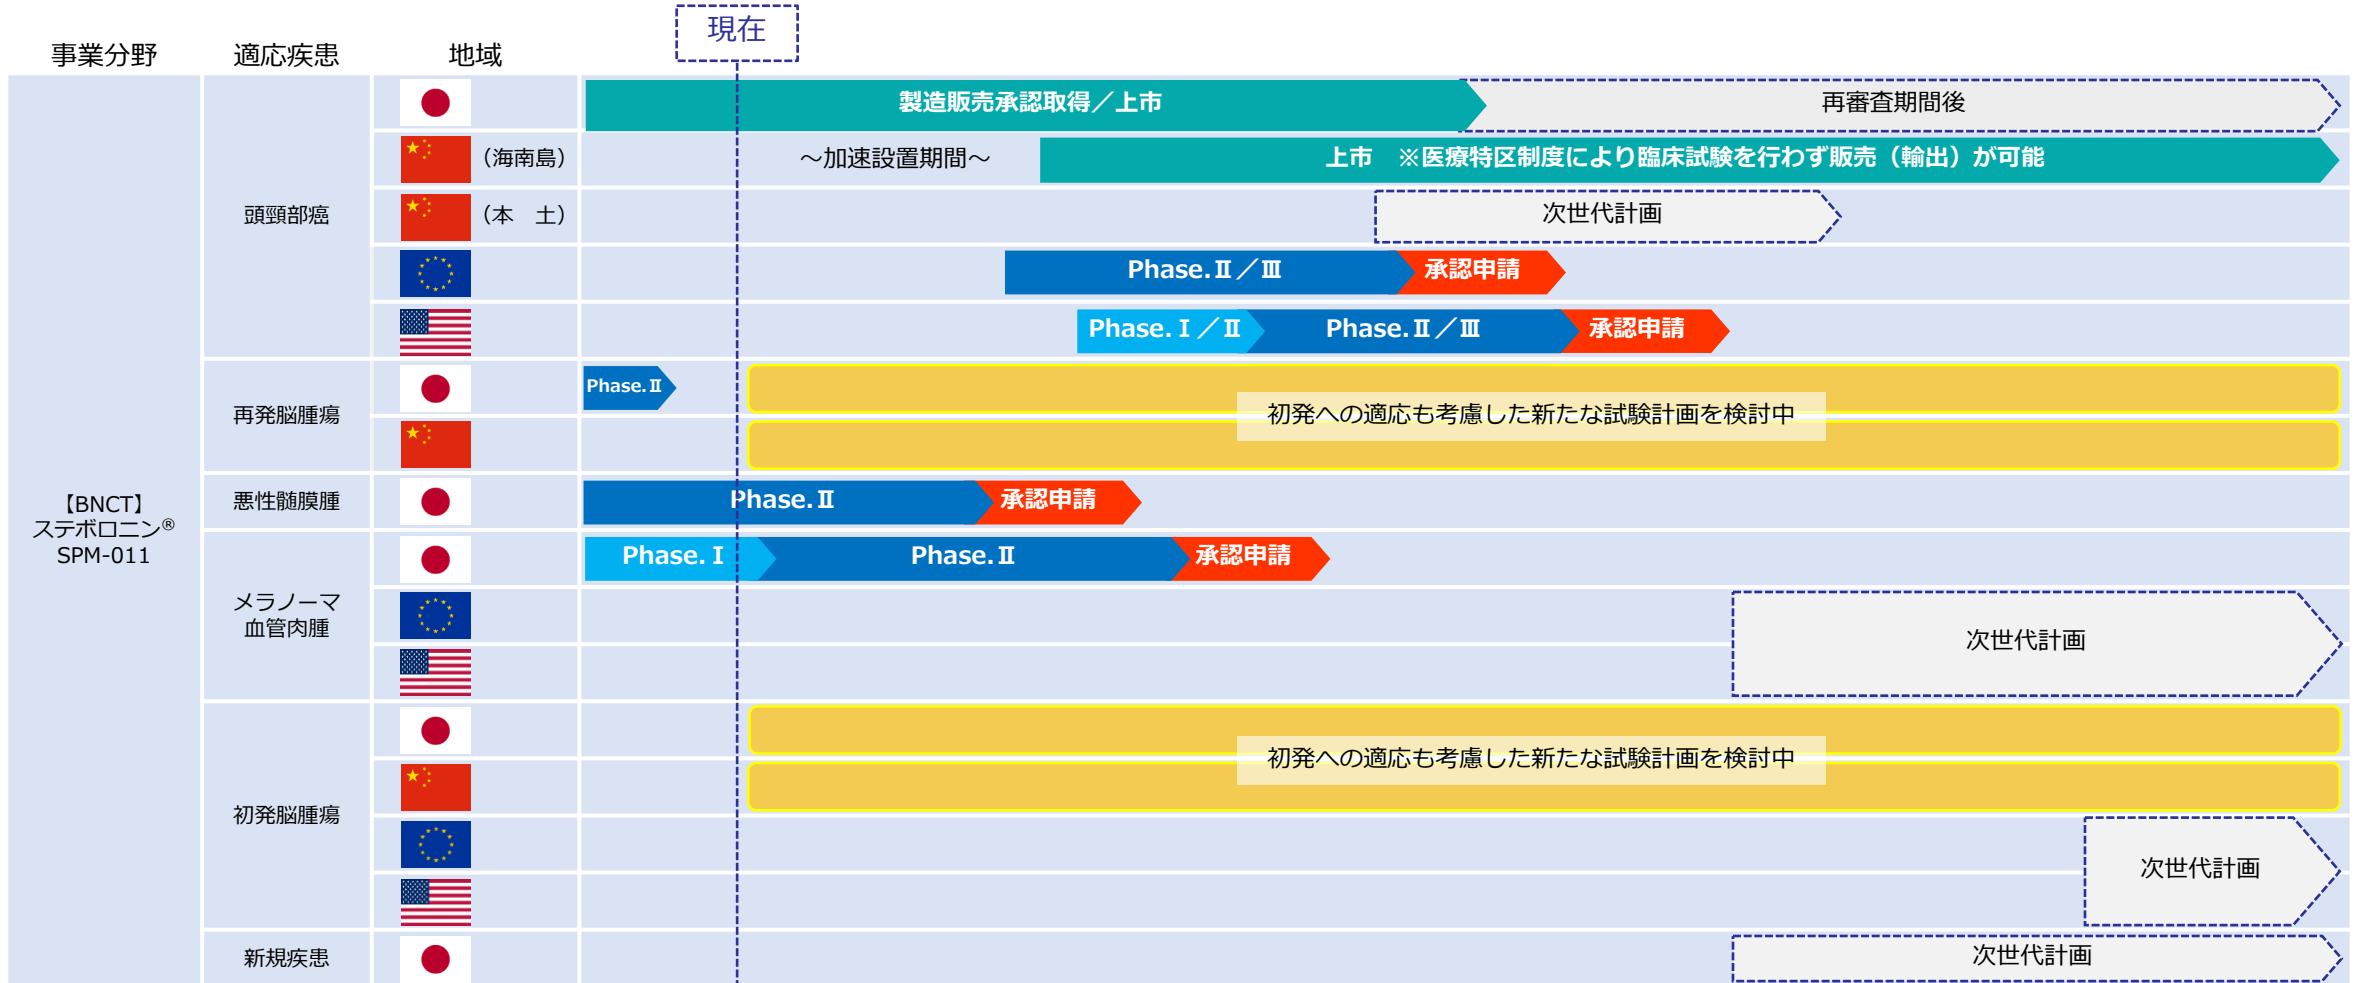 現在
事業分野
適応疾患
地域
製造販売承認取得／上市
再審査期間後
（海南島）
～加速設置期間～
上市　※医療特区制度により臨床試験を行わず販売（輸出）が可能
頭頸部癌
（本　土）
次世代計画
Phase.Ⅱ／Ⅲ
承認申請
Phase.Ⅰ／Ⅱ
Phase.Ⅱ／Ⅲ
承認申請
再発脳腫瘍
Phase.Ⅱ
初発への適応も考慮した新たな試験計画を検討中
【BNCT】
ステボロニン®
SPM-011
悪性髄膜腫
Phase.Ⅱ
承認申請
メラノーマ
血管肉腫
Phase.Ⅰ
Phase.Ⅱ
承認申請
次世代計画
初発脳腫瘍
初発への適応も考慮した新たな試験計画を検討中
次世代計画
新規疾患
次世代計画